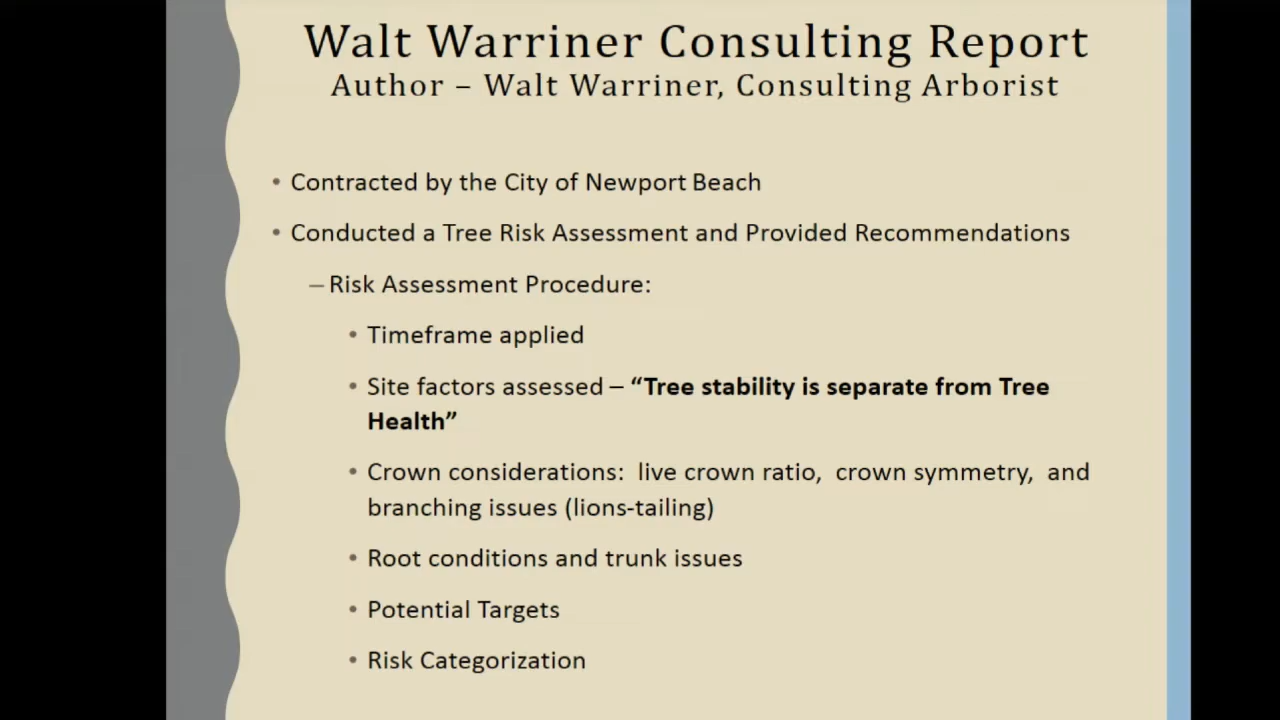 Walt Warriner Consulting Report
Author – Walt Warriner, Consulting Arborist
• Contracted by the City of Newport Beach
• Conducted a Tree Risk Assessment and Provided Recommendations
– Risk Assessment Procedure:
• Timeframe applied
• Site factors assessed – “Tree stability is separate from Tree
Health”
• Crown considerations: live crown ratio, crown symmetry, and
branching issues (lions-tailing)
• Root conditions and trunk issues
• Potential Targets
• Risk Categorization